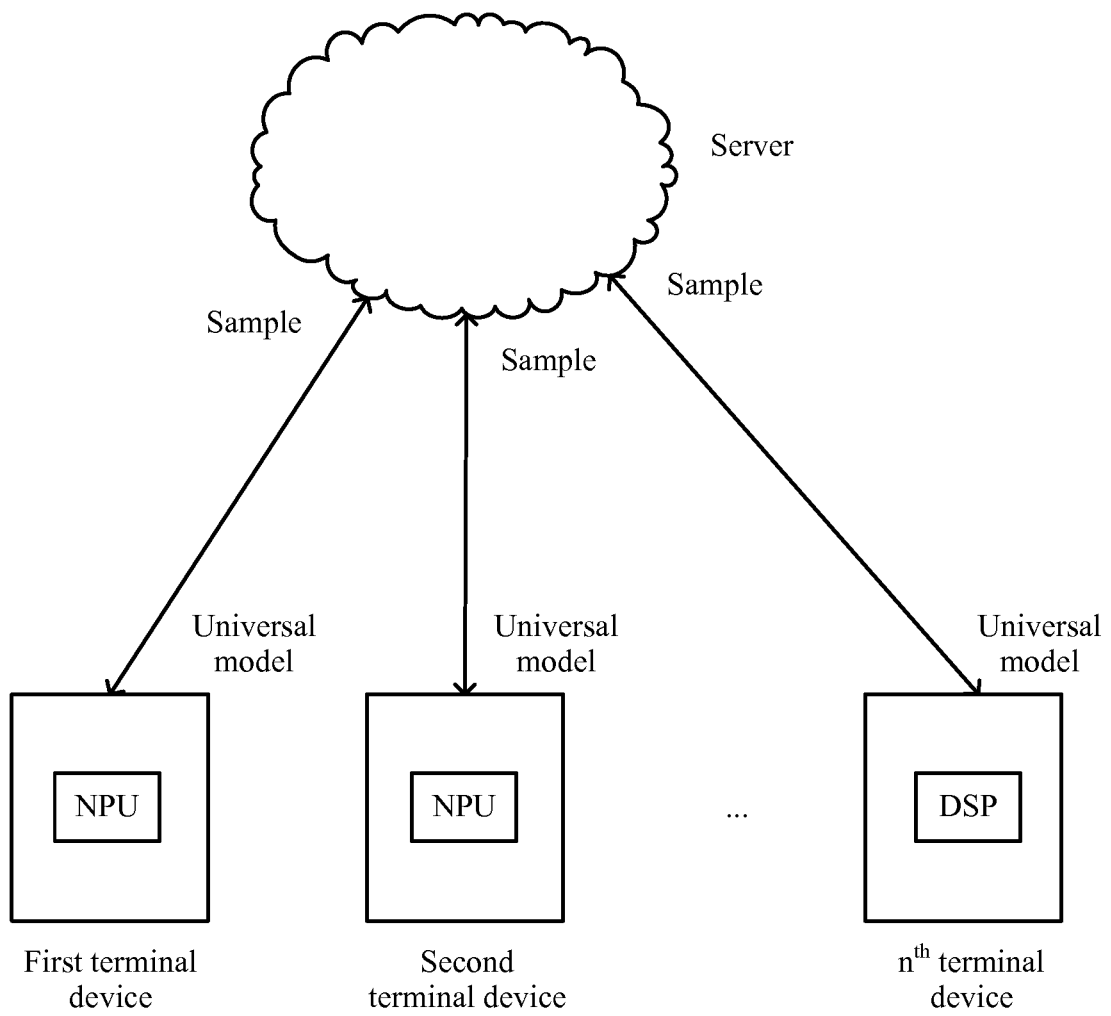 Server
Sample
Sample
Sample
Universal
model
Universal
model
Universal
model
NPU
NPU
...
DSP
First terminal
device
Second
terminal device
nth terminal
device